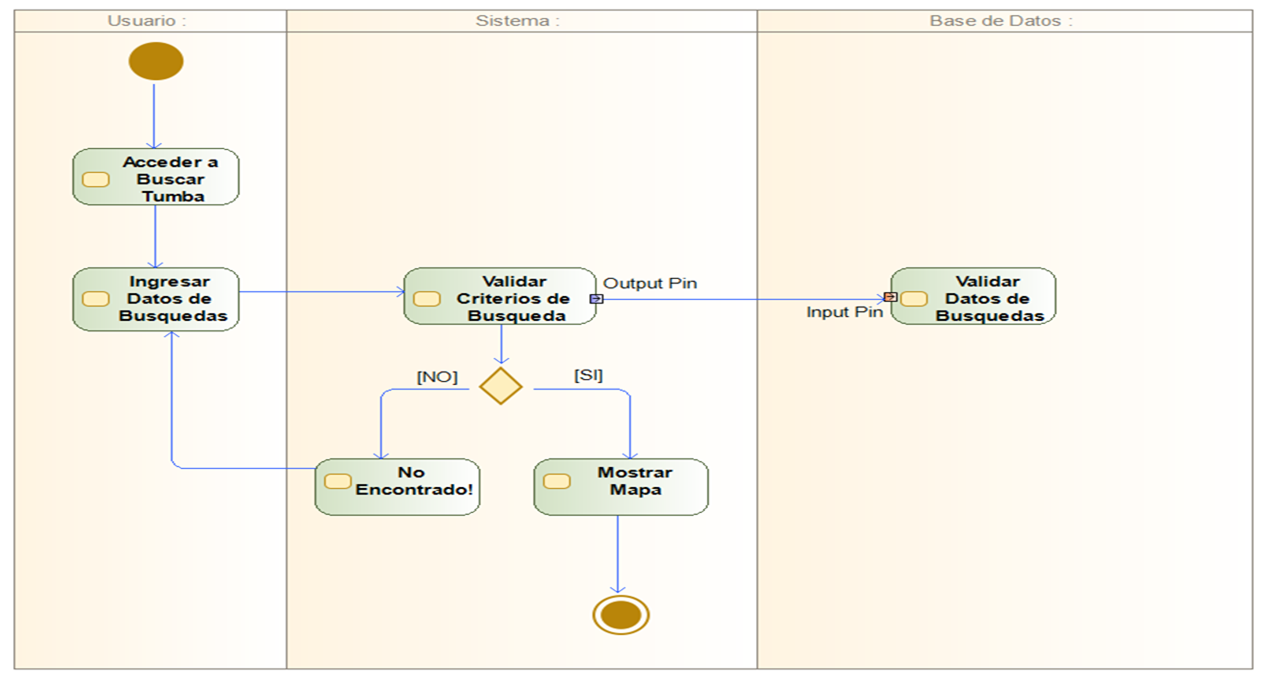 Usuario :
Sistema :
Base de Datos :
Acceder a
Buscar
Tumba
Ingresar
Datos de
Busquedas
Validar
Criterios de
Busqueda
Output Pin
Input Pin
Validar
Datos de
Busquedas
[NO]
[SI]
No
Encontrado!
Mostrar
Mapa